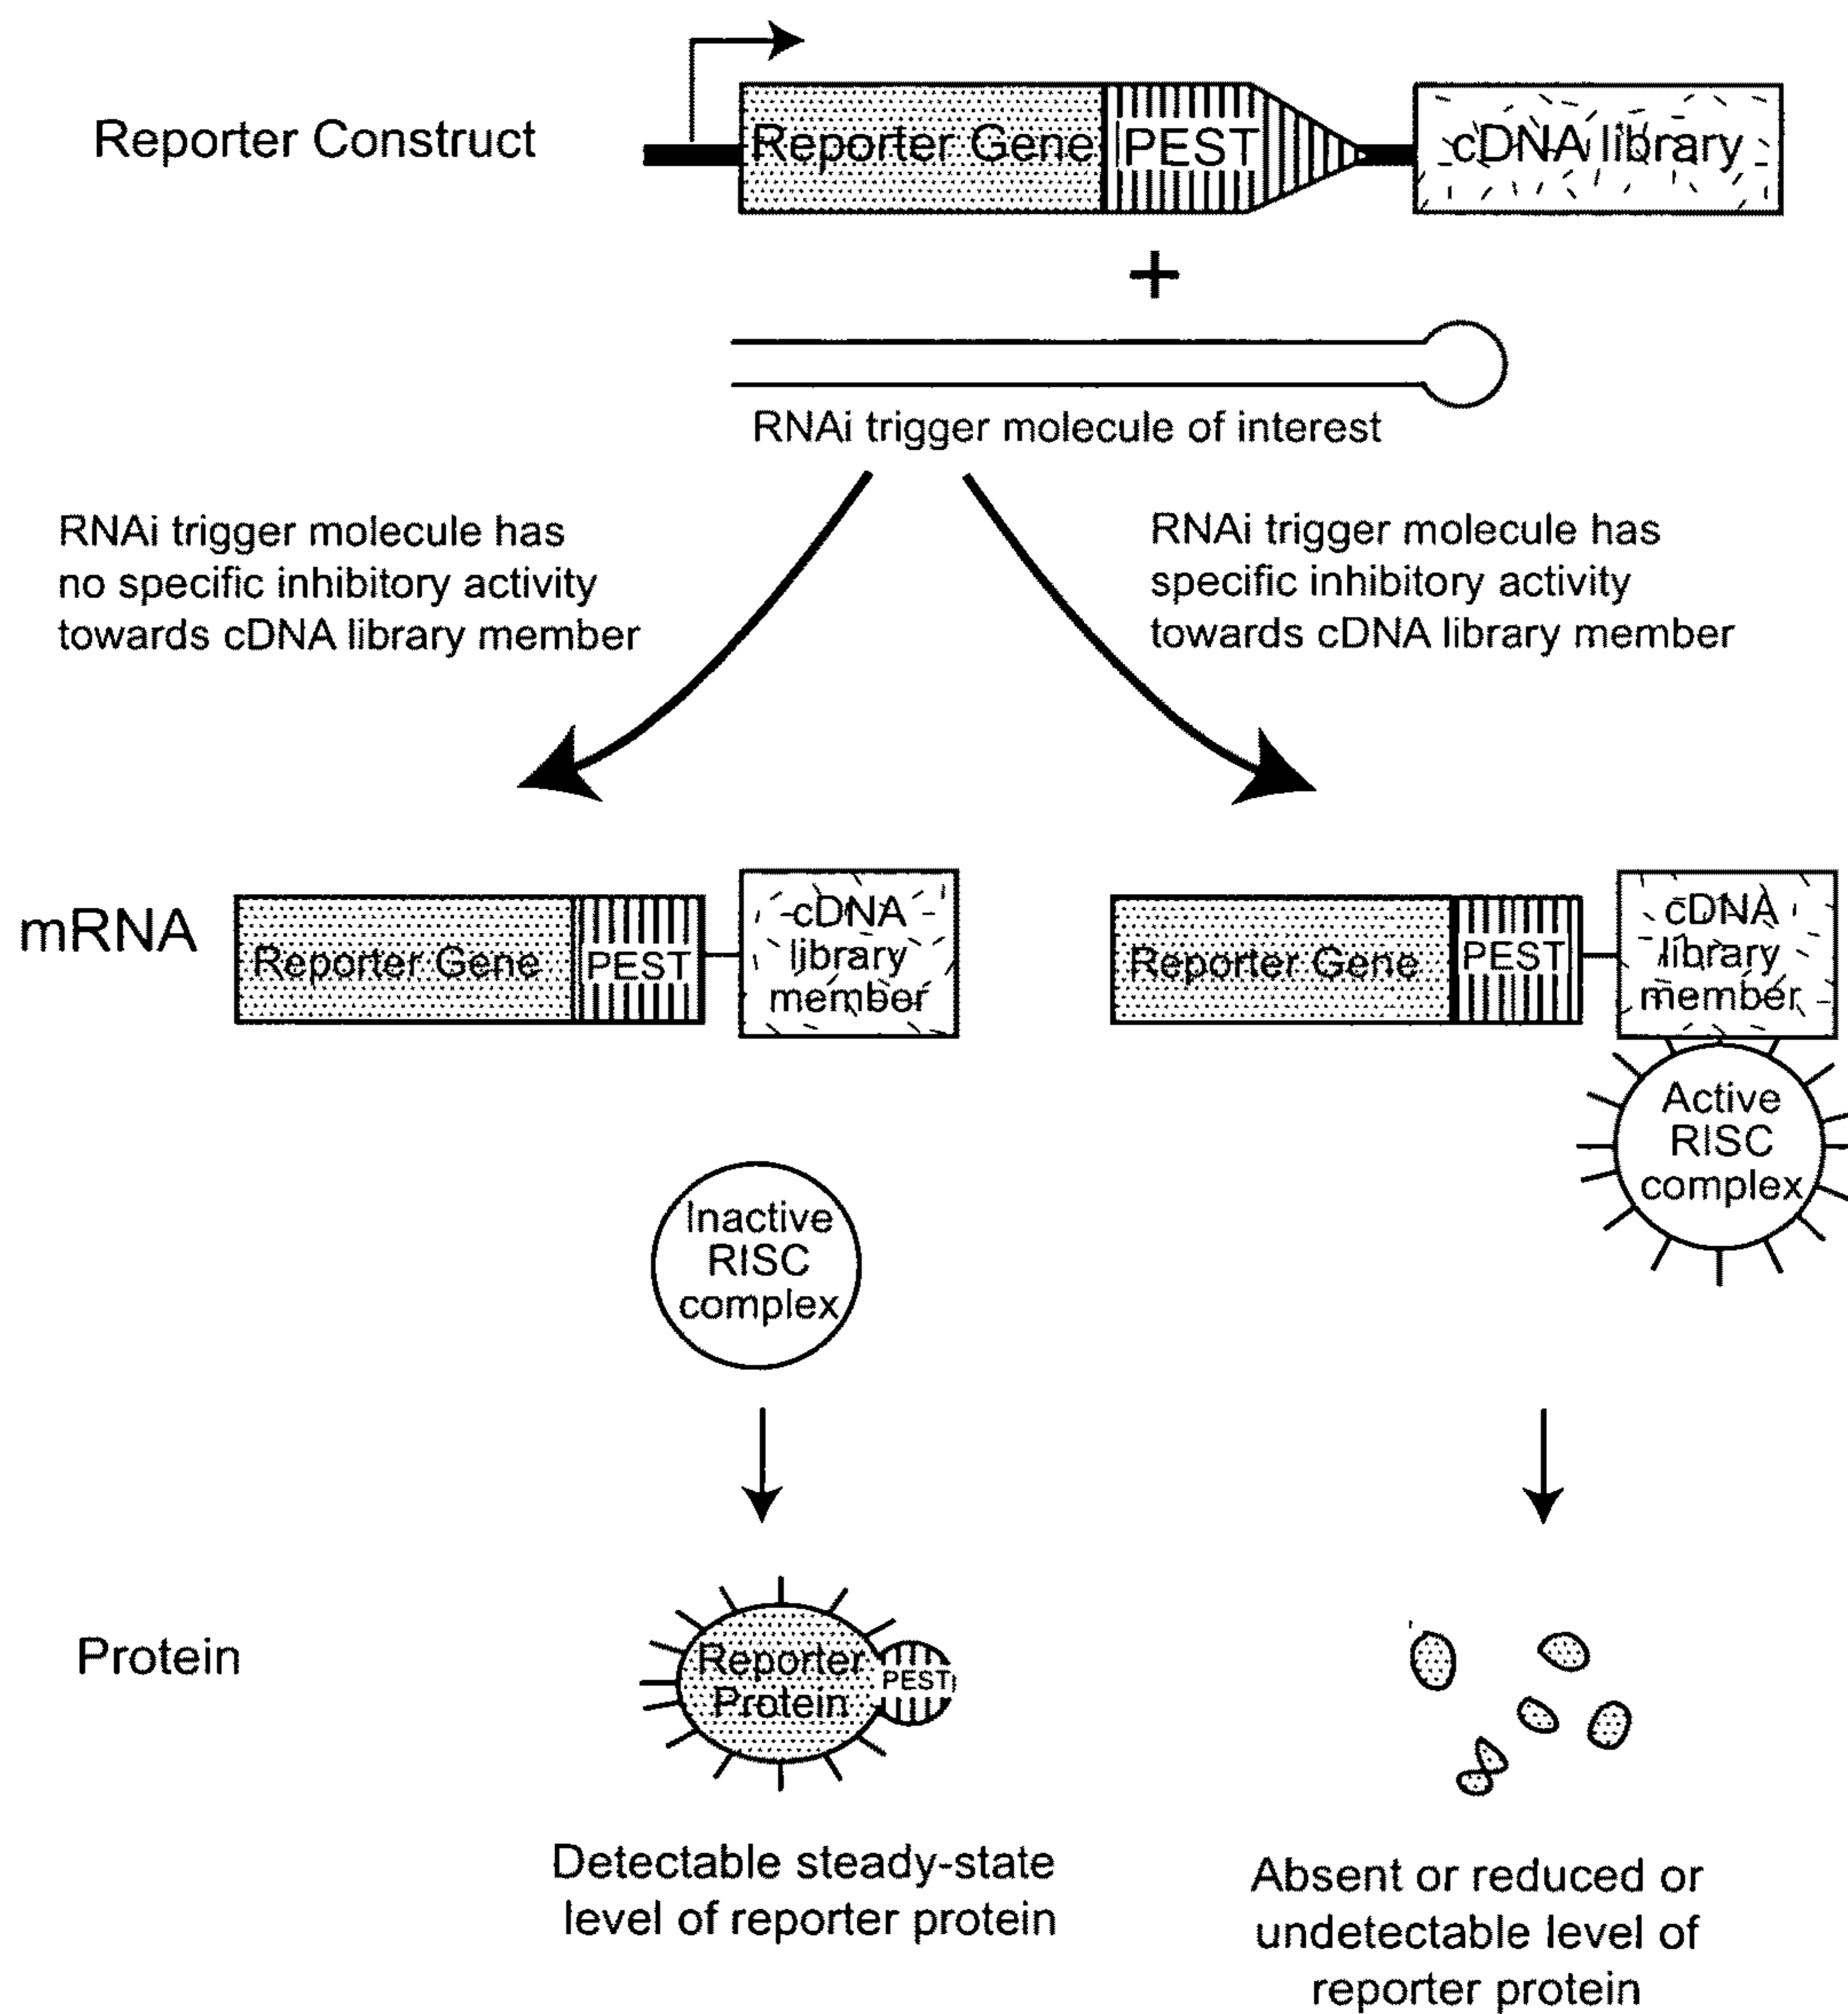 Reporter Construct
Reporter Gene
PEST
cDNA library
+
RNAi trigger molecule of interest
RNAi trigger molecule has
no specific inhibitory activity
towards cDNA library member
RNAi trigger molecule has
specific inhibitory activity
towards cDNA library member
mRNA
Reporter Gene
PEST
cDNA
library
member
Reporter Gene
PEST
cDNA
library
member
Active
RISC
complex
Inactive
RISC
complex
Protein
Reporter
Protein
PEST
Detectable steady-state
level of reporter protein
Absent or reduced or
undetectable level of
reporter protein